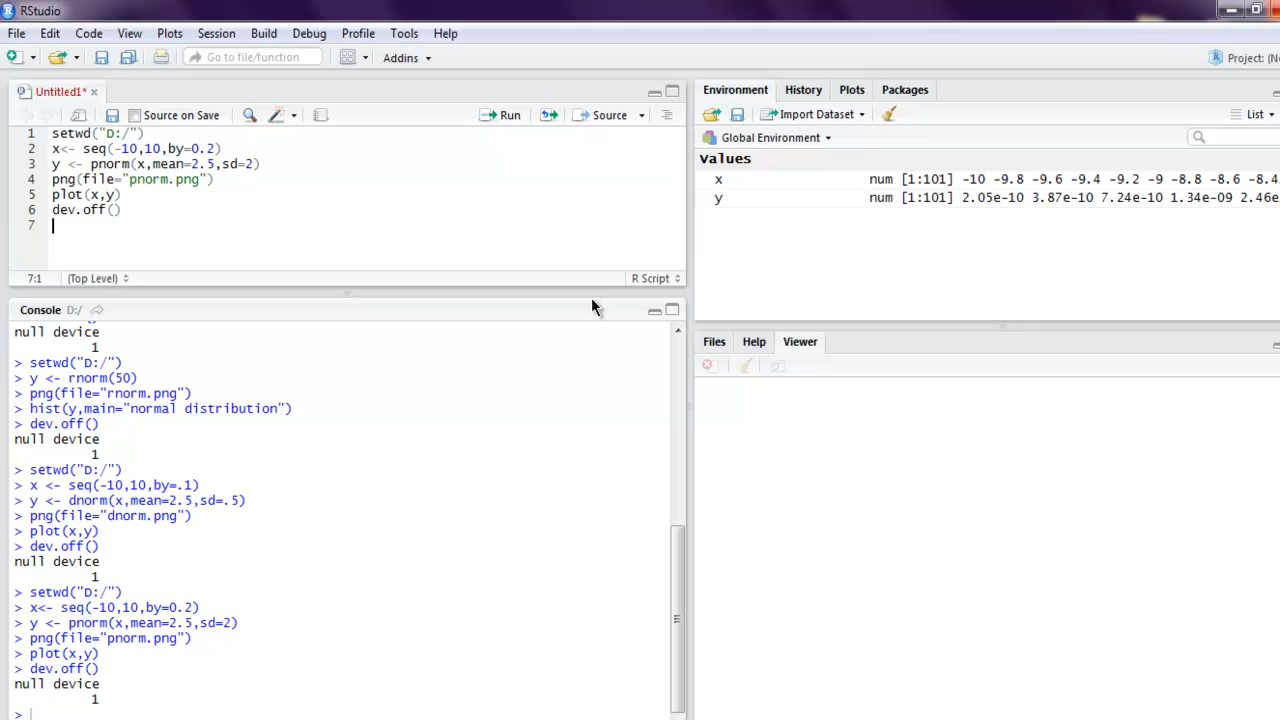 RStudio
File Edit Code View Plots Session Build Debug Profile Tools Help
Go to file/function Addins Project: (N
Untitled1*
Source on Save Run Source
1 setwd("D:/")
2 x<- seq(-10,10,by=0.2)
3 y <- pnorm(x,mean=2.5,sd=2)
4 png(file="pnorm.png")
5 plot(x,y)
6 dev.off()
7
7:1 (Top Level) R Script
Console D:/
null device
1
> setwd("D:/")
> y <- rnorm(50)
> png(file="rnorm.png")
> hist(y,main="normal distribution")
> dev.off()
null device
1
> setwd("D:/")
> x <- seq(-10,10,by=.1)
> y <- dnorm(x,mean=2.5,sd=.5)
> png(file="dnorm.png")
> plot(x,y)
> dev.off()
null device
1
> setwd("D:/")
> x<- seq(-10,10,by=0.2)
> y <- pnorm(x,mean=2.5,sd=2)
> png(file="pnorm.png")
> plot(x,y)
> dev.off()
null device
1
>
Environment History Plots Packages
Import Dataset List
Global Environment
Values
x num [1:101] -10 -9.8 -9.6 -9.4 -9.2 -9 -8.8 -8.6 -8.4
y num [1:101] 2.05e-10 3.87e-10 7.24e-10 1.34e-09 2.46e
Files Help Viewer